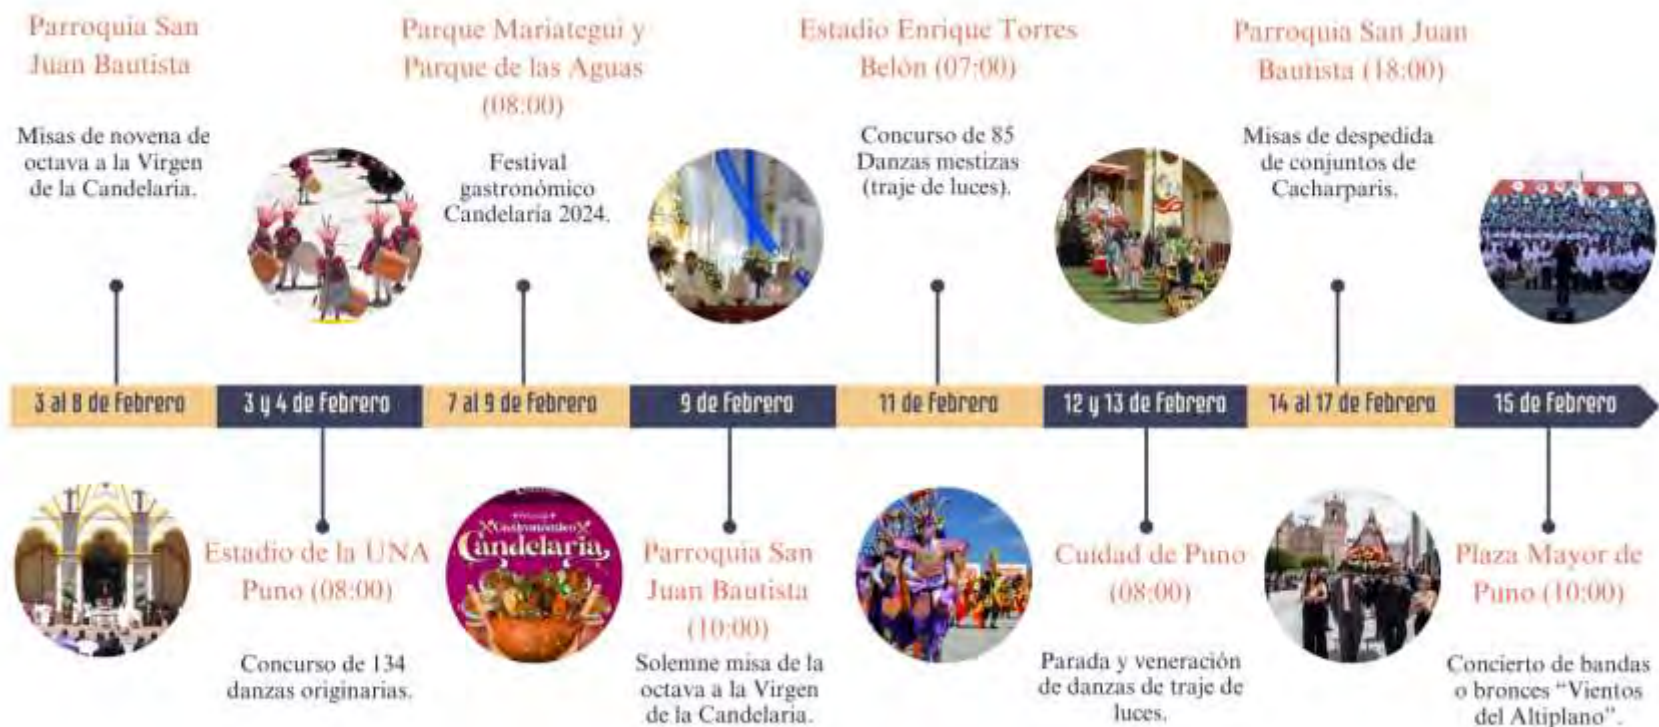 Parroquia San
Juan Bautista
Misas de novena de
octava a la Virgen
de la Candelaria.
Parque Mariategui y
Parque de las Aguas
(08:00)
Festival
gastronómico
Candelaria 2024.
Estadio Enrique Torres
Belón (07:00)
Concurso de 85
Danzas mestizas
(traje de luces).
Parroquia San Juan
Bautista (18:00)
Misas de despedida
de conjuntos de
Cacharparis.
3 al 8 de febrero
3 y 4 de febrero
7 al 9 de febrero
9 de febrero
11 de febrero
12 y 13 de febrero
14 al 17 de febrero
15 de febrero
Estadio de la UNA
Puno (08:00)
Concurso de 134
danzas originarias.
Gastronómico
Candelaria
Parroquia San
Juan Bautista
(10:00)
Solemne misa de la
octava a la Virgen
de la Candelaria.
Cuidad de Puno
(08:00)
Parada y veneración
de danzas de traje de
luces.
Plaza Mayor de
Puno (10:00)
Concierto de bandas
o bronces “Vientos
del Altiplano”.